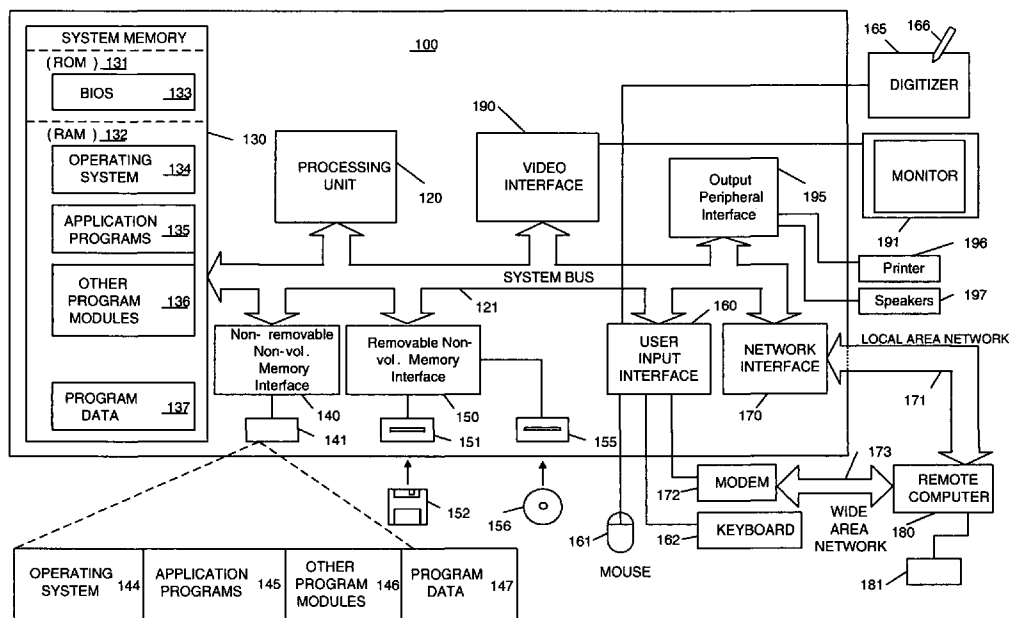 SYSTEM MEMORY
(ROM ) 131
BIOS 133
(RAM ) 132
OPERATING
SYSTEM 134
APPLICATION
PROGRAMS 135
OTHER
PROGRAM
MODULES 136
PROGRAM
DATA 137
130
100
PROCESSING
UNIT
120
190
VIDEO
INTERFACE
Output
Peripheral
Interface
195
165
166
DIGITIZER
MONITOR
191
196
Printer
Speakers
197
SYSTEM BUS
121
Non- removable
Non-vol.
Memory
Interface
140
141
Removable Non-
vol. Memory
Interface
150
151
155
152
156
160
USER
INPUT
INTERFACE
NETWORK
INTERFACE
170
LOCAL AREA NETWORK
171
173
MODEM
172
KEYBOARD
162
161
MOUSE
WIDE
AREA
NETWORK
REMOTE
COMPUTER
180
181
OPERATING
SYSTEM 144
APPLICATION
PROGRAMS 145
OTHER
PROGRAM
MODULES 146
PROGRAM
DATA 147